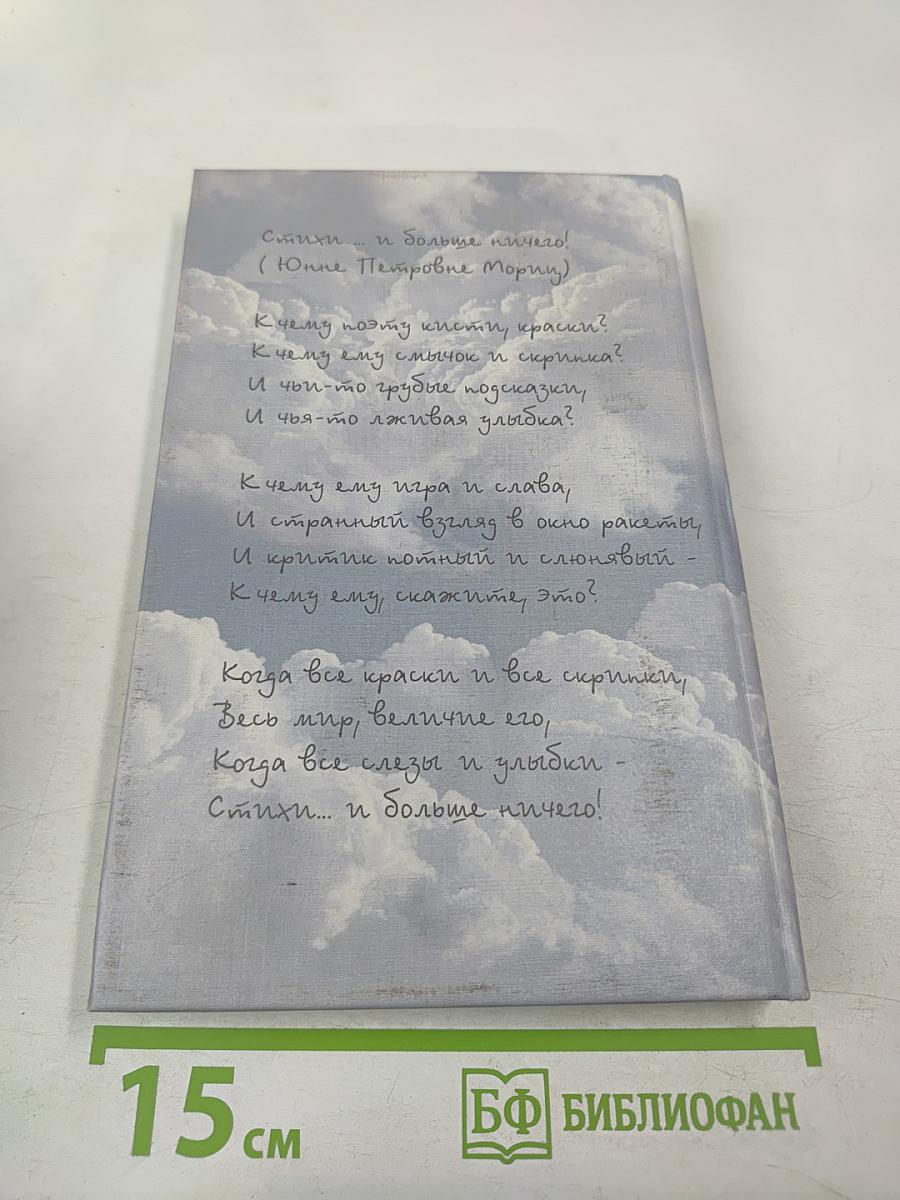 Стихи ... и больше ничего!
(Юнне Петровне Мориц)
К чему поэту кисти, краски?
К чему ему смычок и скрипка?
И чьи-то грубые подсказки,
И чья-то лживая улыбка?
К чему ему игра и слава,
И странный взгляд в окно ракеты,
И критик потный и слюнявый -
К чему ему, скажите, это?
Когда все краски и все скрипки,
Весь мир, величие его,
Когда все слезы и улыбки -
Стихи... и больше ничего!
15 см
БФ БИБЛИОФАН